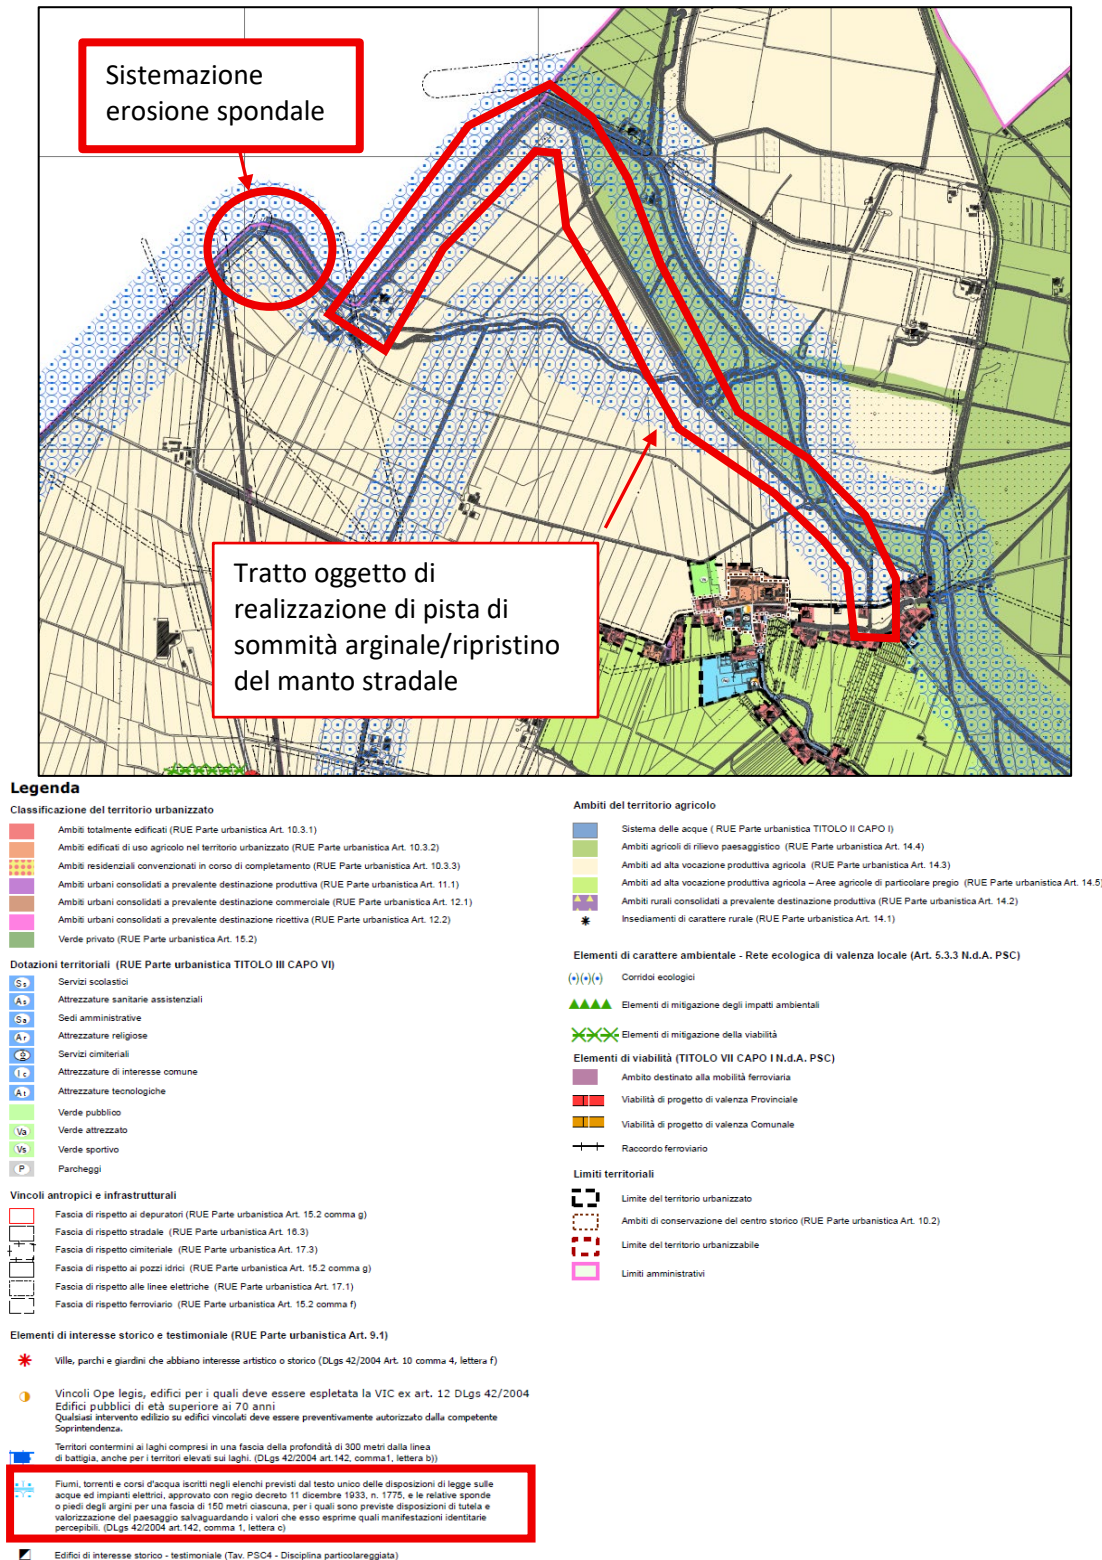 Sistemazione
erosione spondale
Tratto oggetto di
realizzazione di pista di
sommità arginale/ripristino
del manto stradale
Legenda
Classificazione del territorio urbanizzato
Ambiti totalmente edificati (RUE Parte urbanistica Art. 10.3.1)
Ambiti edificati di uso agricolo nel territorio urbanizzato (RUE Parte urbanistica Art. 10.3.2)
Ambiti residenziali convenzionati in corso di completamento (RUE Parte urbanistica Art. 10.3.3)
Ambiti urbani consolidati a prevalente destinazione produttiva (RUE Parte urbanistica Art. 11.1)
Ambiti urbani consolidati a prevalente destinazione commerciale (RUE Parte urbanistica Art. 12.1)
Ambiti urbani consolidati a prevalente destinazione ricettiva (RUE Parte urbanistica Art. 12.2)
Verde privato (RUE Parte urbanistica Art. 15.2)
Dotazioni territoriali (RUE Parte urbanistica TITOLO III CAPO VI)
Ss Servizi scolastici
As Attrezzature sanitarie assistenziali
Sa Sedi amministrative
Ar Attrezzature religiose
Servizi cimiteriali
Ic Attrezzature di interesse comune
At Attrezzature tecnologiche
Verde pubblico
Va Verde attrezzato
Vs Verde sportivo
P Parcheggi
Vincoli antropici e infrastrutturali
Fascia di rispetto ai depuratori (RUE Parte urbanistica Art. 15.2 comma g)
Fascia di rispetto stradale (RUE Parte urbanistica Art. 16.3)
Fascia di rispetto cimiteriale (RUE Parte urbanistica Art. 17.3)
Fascia di rispetto ai pozzi idrici (RUE Parte urbanistica Art. 15.2 comma g)
Fascia di rispetto alle linee elettriche (RUE Parte urbanistica Art. 17.1)
Fascia di rispetto ferroviario (RUE Parte urbanistica Art. 15.2 comma f)
Elementi di interesse storico e testimoniale (RUE Parte urbanistica Art. 9.1)
Ville, parchi e giardini che abbiano interesse artistico o storico (DLgs 42/2004 Art. 10 comma 4, lettera f)
Vincoli Ope legis, edifici per i quali deve essere espletata la VIC ex art. 12 DLgs 42/2004
Edifici pubblici di età superiore ai 70 anni
Qualsiasi intervento edilizio su edifici vincolati deve essere preventivamente autorizzato dalla competente
Soprintendenza.
Territori contermini ai laghi compresi in una fascia della profondità di 300 metri dalla linea
di battigia, anche per i territori elevati sui laghi. (DLgs 42/2004 art.142, comma1, lettera b))
Fiumi, torrenti e corsi d'acqua iscritti negli elenchi previsti dal testo unico delle disposizioni di legge sulle
acque ed impianti elettrici, approvato con regio decreto 11 dicembre 1933, n. 1775, e le relative sponde
o piedi degli argini per una fascia di 150 metri ciascuna, per i quali sono previste disposizioni di tutela e
valorizzazione del paesaggio salvaguardando i valori che esso esprime quali manifestazioni identitarie
percepibili. (DLgs 42/2004 art.142, comma 1, lettera c)
Edifici di interesse storico - testimoniale (Tav. PSC4 - Disciplina particolareggiata)
Ambiti del territorio agricolo
Sistema delle acque ( RUE Parte urbanistica TITOLO II CAPO I)
Ambiti agricoli di rilievo paesaggistico (RUE Parte urbanistica Art. 14.4)
Ambiti ad alta vocazione produttiva agricola (RUE Parte urbanistica Art. 14.3)
Ambiti ad alta vocazione produttiva agricola – Aree agricole di particolare pregio (RUE Parte urbanistica Art. 14.5)
Ambiti rurali consolidati a prevalente destinazione produttiva (RUE Parte urbanistica Art. 14.2)
Insediamenti di carattere rurale (RUE Parte urbanistica Art. 14.1)
Elementi di carattere ambientale - Rete ecologica di valenza locale (Art. 5.3.3 N.d.A. PSC)
Corridoi ecologici
Elementi di mitigazione degli impatti ambientali
Elementi di mitigazione della viabilità
Elementi di viabilità (TITOLO VII CAPO I N.d.A. PSC)
Ambito destinato alla mobilità ferroviaria
Viabilità di progetto di valenza Provinciale
Viabilità di progetto di valenza Comunale
Raccordo ferroviario
Limiti territoriali
Limite del territorio urbanizzato
Ambiti di conservazione del centro storico (RUE Parte urbanistica Art. 10.2)
Limite del territorio urbanizzabile
Limiti amministrativi